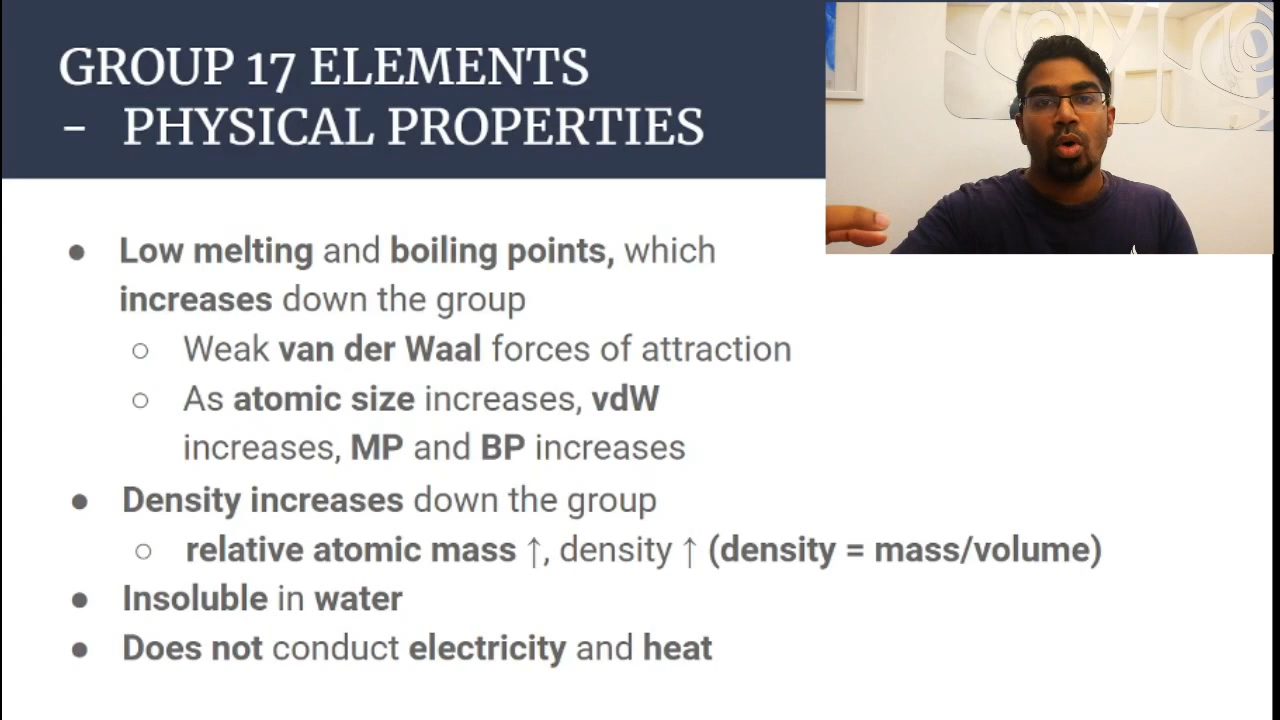 GROUP 17 ELEMENTS
- PHYSICAL PROPERTIES
● Low melting and boiling points, which
increases down the group
○ Weak van der Waal forces of attraction
○ As atomic size increases, vdW
increases, MP and BP increases
● Density increases down the group
○ relative atomic mass ↑, density ↑ (density = mass/volume)
● Insoluble in water
● Does not conduct electricity and heat